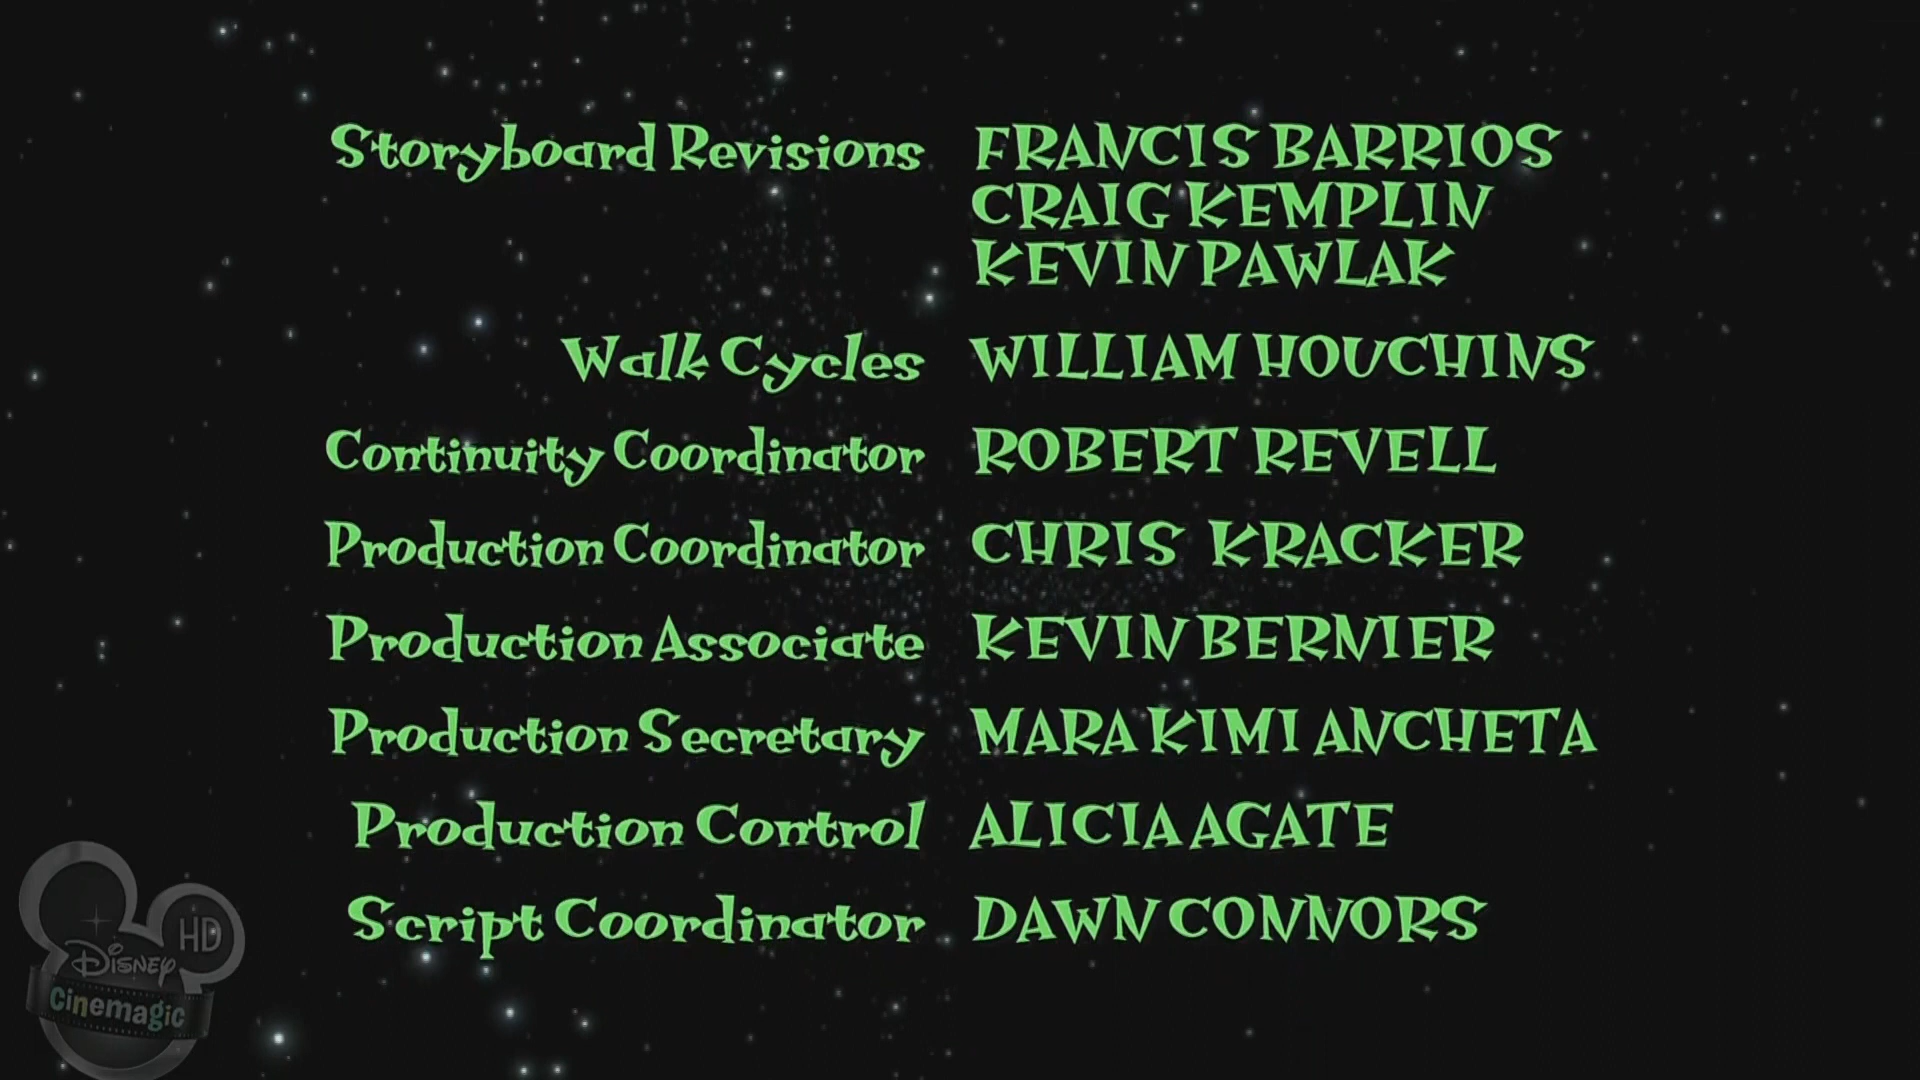 Storyboard Revisions FRANCIS BARRIOS
CRAIG KEMPLIN
KEVIN PAWLAK
Walk Cycles WILLIAM HOUCHINS
Continuity Coordinator ROBERT REVELL
Production Coordinator CHRIS KRACKER
Production Associate KEVIN BERNIER
Production Secretary MARA KIMI ANCHETA
Production Control ALICIA AGATE
Script Coordinator DAWN CONNORS
HD
DISNEY
Cinemagic